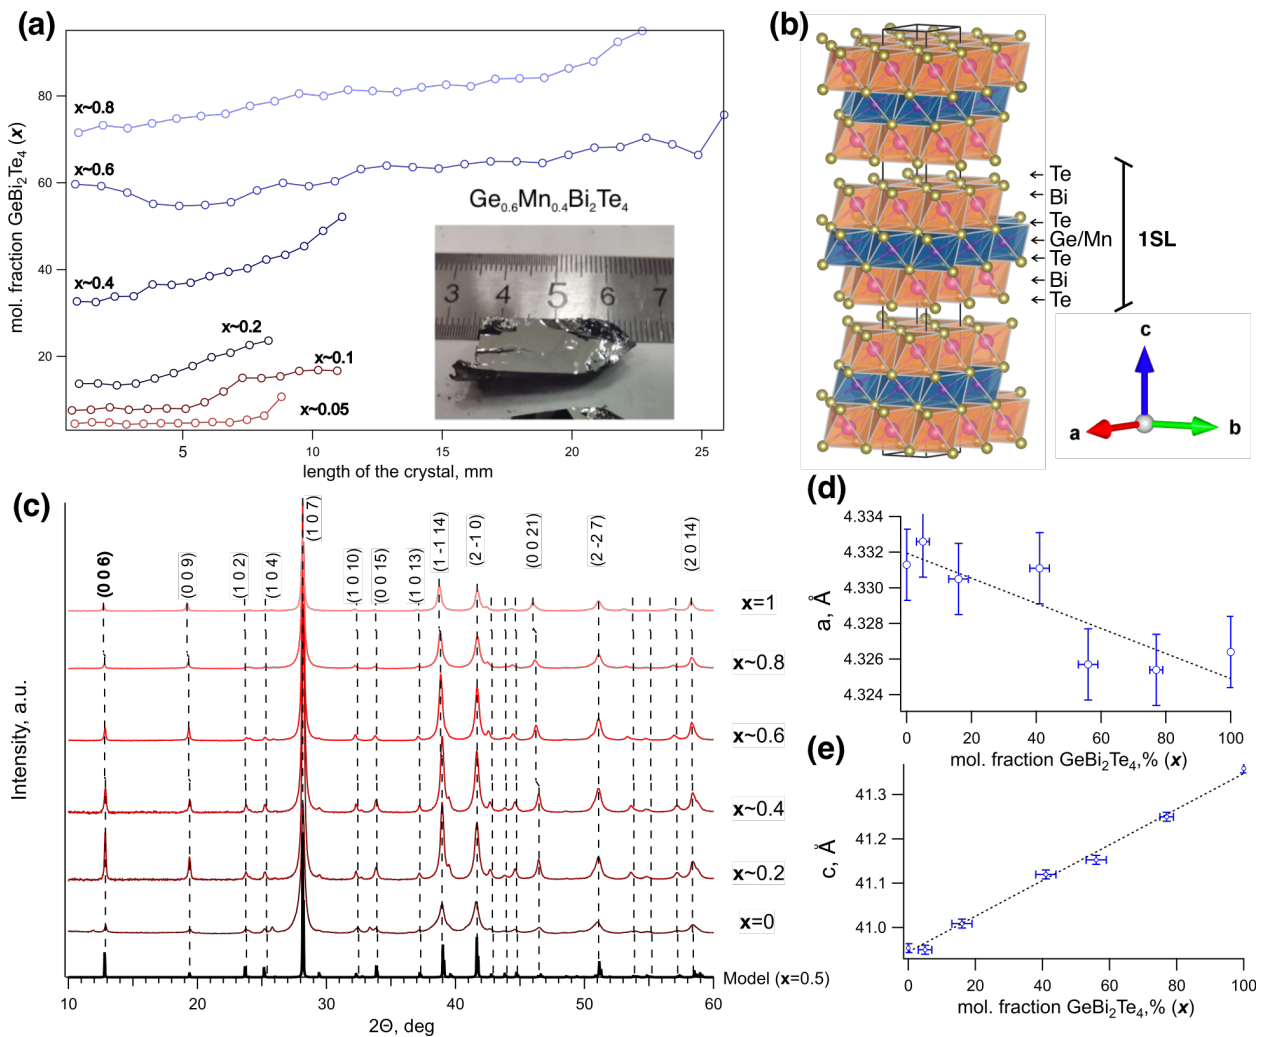 (a)
mol. fraction GeBi₂Te₄ (x)
80
60
40
20
x~0.8
x~0.6
x~0.4
x~0.2
x~0.1
x~0.05
Ge₀.₆Mn₀.₄Bi₂Te₄
3 4 5 6 7
5 10 15 20 25
length of the crystal, mm
(b)
Te
Bi
Te
Ge/Mn
Te
Bi
Te
1SL
c
a
b
(c)
Intensity, a.u.
(0 0 6)
(0 0 9)
(1 0 2)
(1 0 4)
(1 0 7)
(1 0 10)
(0 0 15)
(1 0 13)
(1 -1 14)
(2 -1 0)
(0 0 21)
(2 -2 7)
(2 0 14)
x=1
x~0.8
x~0.6
x~0.4
x~0.2
x=0
Model (x=0.5)
10 20 30 40 50 60
2Θ, deg
(d)
a, Å
4.334
4.332
4.330
4.328
4.326
4.324
0 20 40 60 80 100
mol. fraction GeBi₂Te₄,% (x)
(e)
c, Å
41.3
41.2
41.1
41.0
0 20 40 60 80 100
mol. fraction GeBi₂Te₄,% (x)